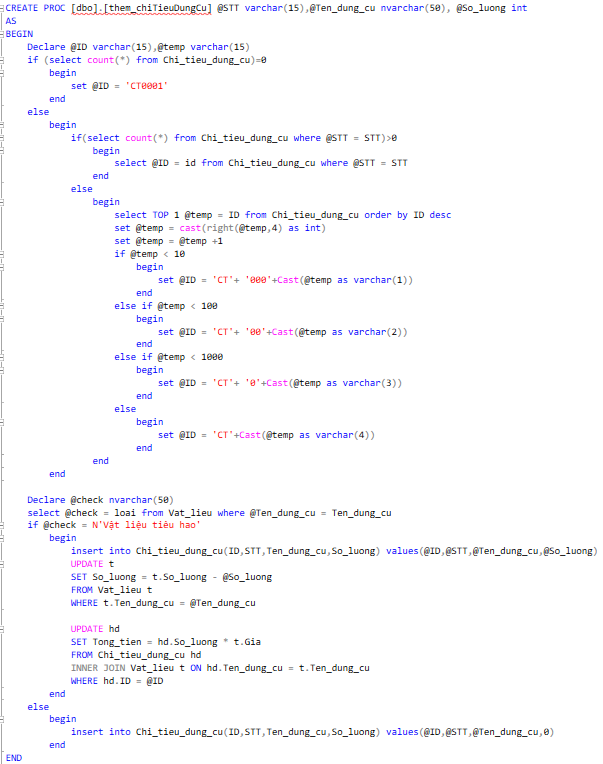 CREATE PROC [dbo].[them_chiTieuDungCu] @STT varchar(15),@Ten_dung_cu nvarchar(50), @So_luong int
AS
BEGIN
Declare @ID varchar(15),@temp varchar(15)
if (select count(*) from Chi_tieu_dung_cu)=0
begin
set @ID = 'CT0001'
end
else
begin
if(select count(*) from Chi_tieu_dung_cu where @STT = STT)>0
begin
select @ID = id from Chi_tieu_dung_cu where @STT = STT
end
else
begin
select TOP 1 @temp = ID from Chi_tieu_dung_cu order by ID desc
set @temp = cast(right(@temp,4) as int)
set @temp = @temp +1
if @temp < 10
begin
set @ID = 'CT'+ '000'+Cast(@temp as varchar(1))
end
else if @temp < 100
begin
set @ID = 'CT'+ '00'+Cast(@temp as varchar(2))
end
else if @temp < 1000
begin
set @ID = 'CT'+ '0'+Cast(@temp as varchar(3))
end
else
begin
set @ID = 'CT'+Cast(@temp as varchar(4))
end
end
end
Declare @check nvarchar(50)
select @check = loai from Vat_lieu where @Ten_dung_cu = Ten_dung_cu
if @check = N'Vật liệu tiêu hao'
begin
insert into Chi_tieu_dung_cu(ID,STT,Ten_dung_cu,So_luong) values(@ID,@STT,@Ten_dung_cu,@So_luong)
UPDATE t
SET So_luong = t.So_luong - @So_luong
FROM Vat_lieu t
WHERE t.Ten_dung_cu = @Ten_dung_cu
UPDATE hd
SET Tong_tien = hd.So_luong * t.Gia
FROM Chi_tieu_dung_cu hd
INNER JOIN Vat_lieu t ON hd.Ten_dung_cu = t.Ten_dung_cu
WHERE hd.ID = @ID
end
else
begin
insert into Chi_tieu_dung_cu(ID,STT,Ten_dung_cu,So_luong) values(@ID,@STT,@Ten_dung_cu,0)
end
END